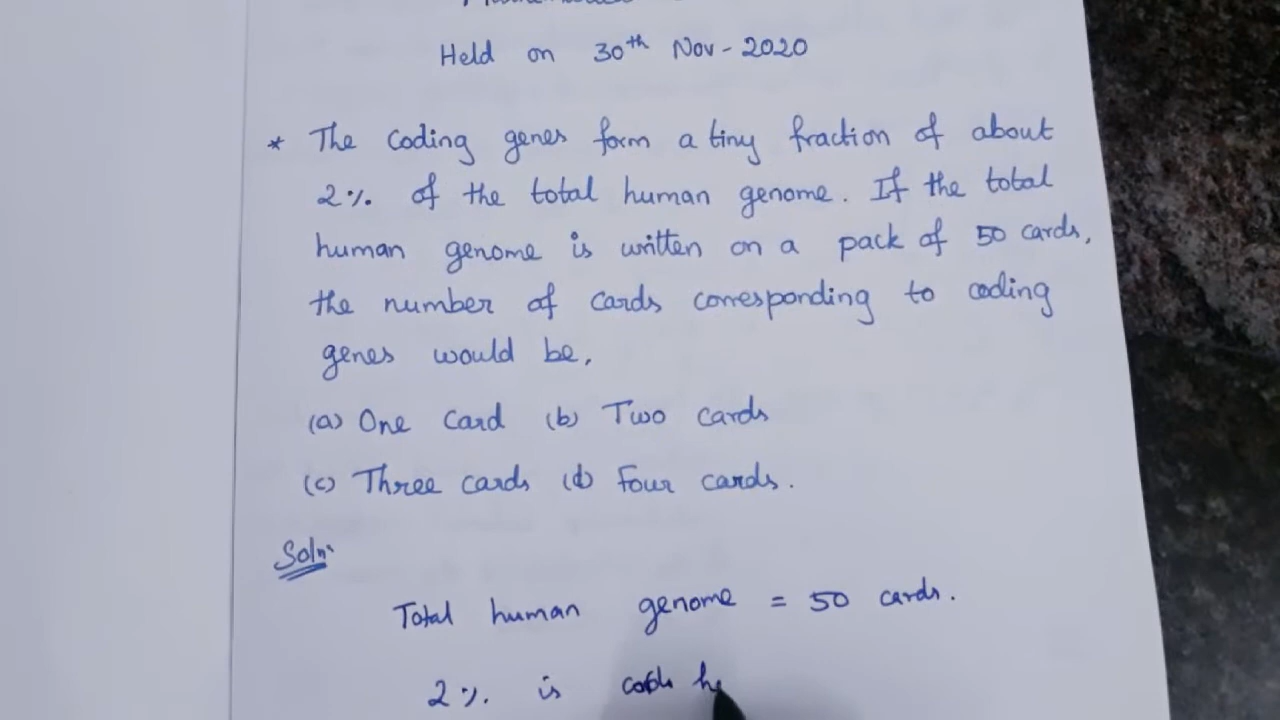 Held on 30th Nov - 2020
* The coding genes form a tiny fraction of about
2%. of the total human genome. If the total
human genome is written on a pack of 50 cards,
the number of cards corresponding to coding
genes would be,
(a) One Card (b) Two cards
(c) Three cards (d) Four cards.
Soln:
Total human genome = 50 cards.
2%. is